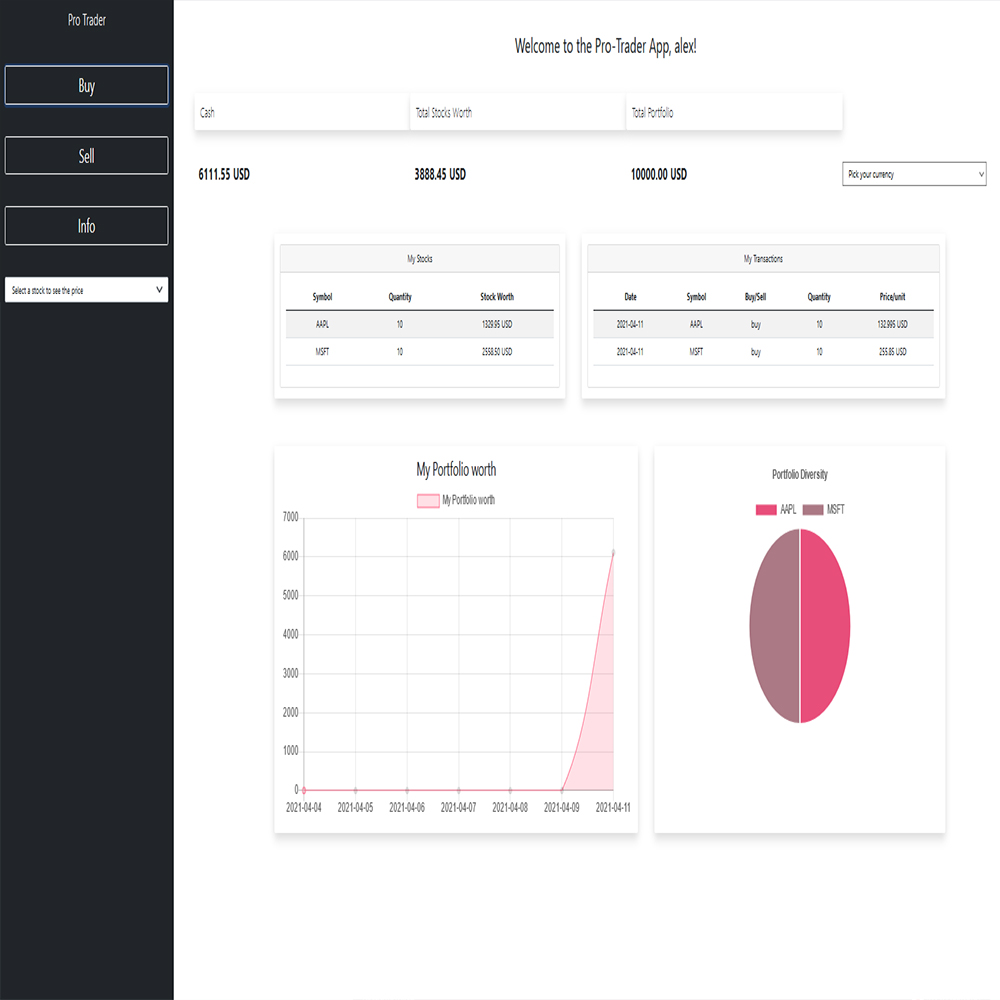 Pro Trader
Buy
Sell
Info
Select a stock to see the price
Welcome to the Pro-Trader App, alex!
Cash Total Stocks Worth Total Portfolio
6111.55 USD 3888.45 USD 10000.00 USD Pick your currency
My Stocks
Symbol Quantity Stock Worth
AAPL 10 1329.95 USD
MSFT 10 2558.50 USD
My Transactions
Date Symbol Buy/Sell Quantity Price/unit
2021-04-11 AAPL buy 10 132.995 USD
2021-04-11 MSFT buy 10 255.85 USD
My Portfolio worth
My Portfolio worth
7000
6000
5000
4000
3000
2000
1000
0
2021-04-04 2021-04-05 2021-04-06 2021-04-07 2021-04-08 2021-04-09 2021-04-11
Portfolio Diversity
AAPL MSFT